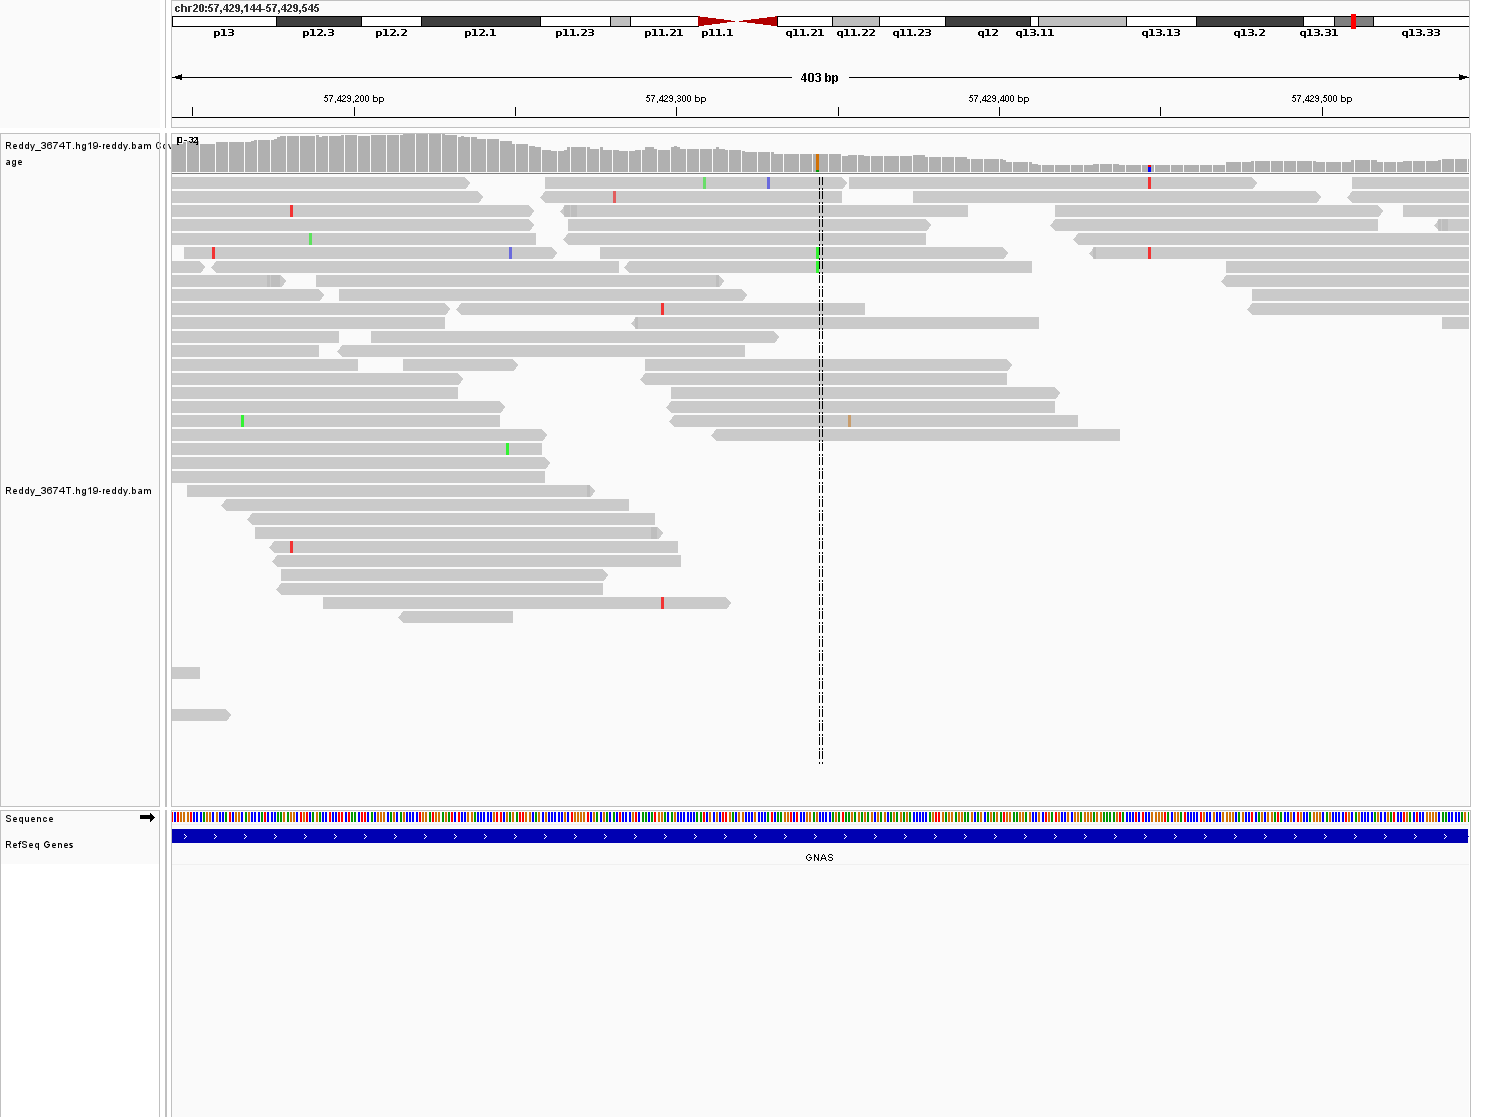 chr20:57,429,144-57,429,545
p13 p12.3 p12.2 p12.1 p11.23 p11.21 p11.1 q11.21 q11.22 q11.23 q12 q13.11 q13.13 q13.2 q13.31 q13.33
403 bp
57,429,200 bp 57,429,300 bp 57,429,400 bp 57,429,500 bp
Reddy_3674T.hg19-reddy.bam Cov
age
Reddy_3674T.hg19-reddy.bam
Sequence
RefSeq Genes
GNAS